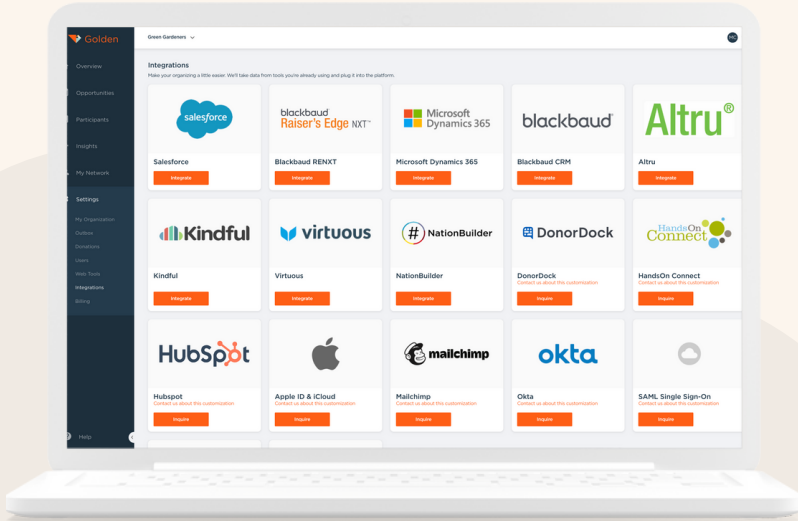 Golden
Green Gardeners
MC
Overview
Opportunities
Participants
Insights
My Network
Settings
My Organization
Outbox
Donations
Users
Web Tools
Integrations
Billing
Help
Integrations
Make your organizing a little easier. We'll take data from tools you're already using and plug it into the platform.
salesforce
Salesforce
Integrate
blackbaud
Raiser's Edge NXT™
Blackbaud RENXT
Integrate
Microsoft
Dynamics 365
Microsoft Dynamics 365
Integrate
blackbaud
Blackbaud CRM
Integrate
Altru®
Altru
Integrate
Kindful
Kindful
Integrate
virtuous
Virtuous
Integrate
NationBuilder
NationBuilder
Integrate
DonorDock
DonorDock
Contact us about this customization
Inquire
HandsOn
Connect
HandsOn Connect
Contact us about this customization
Inquire
HubSpot
Hubspot
Contact us about this customization
Inquire
Apple ID & iCloud
Contact us about this customization
Inquire
mailchimp
Mailchimp
Contact us about this customization
Inquire
okta
Okta
Contact us about this customization
Inquire
SAML Single Sign-On
Contact us about this customization
Inquire